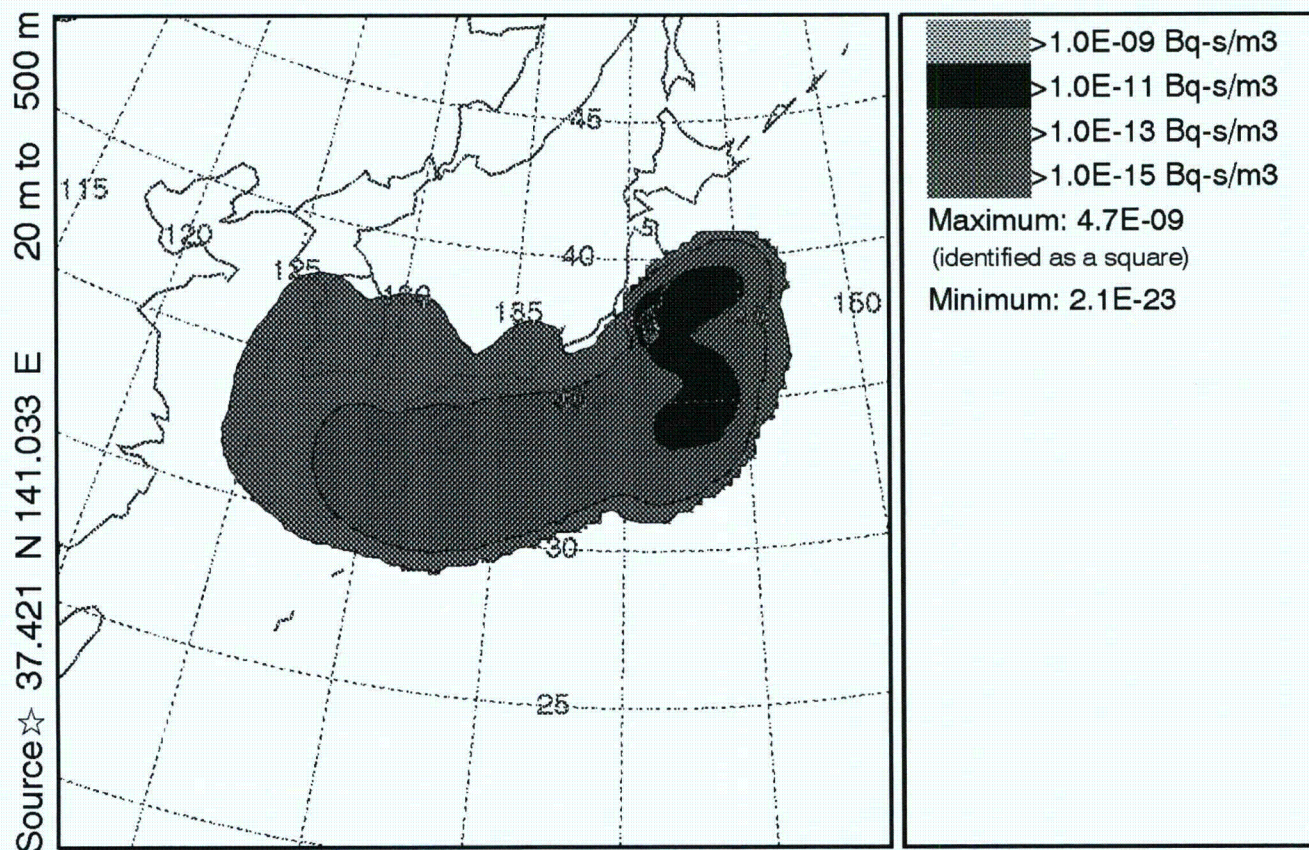 Source☆ 37.421 N 141.033 E 20 m to 500 m
>1.0E-09 Bq-s/m3
>1.0E-11 Bq-s/m3
>1.0E-13 Bq-s/m3
>1.0E-15 Bq-s/m3
Maximum: 4.7E-09
(identified as a square)
Minimum: 2.1E-23
45
115
120
40
125
135
150
30
25